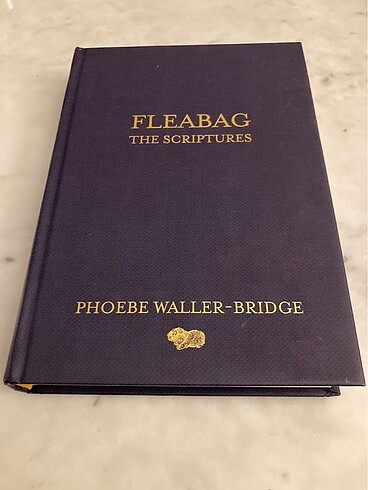 FLEABAG
THE SCRIPTURES
PHOEBE WALLER-BRIDGE